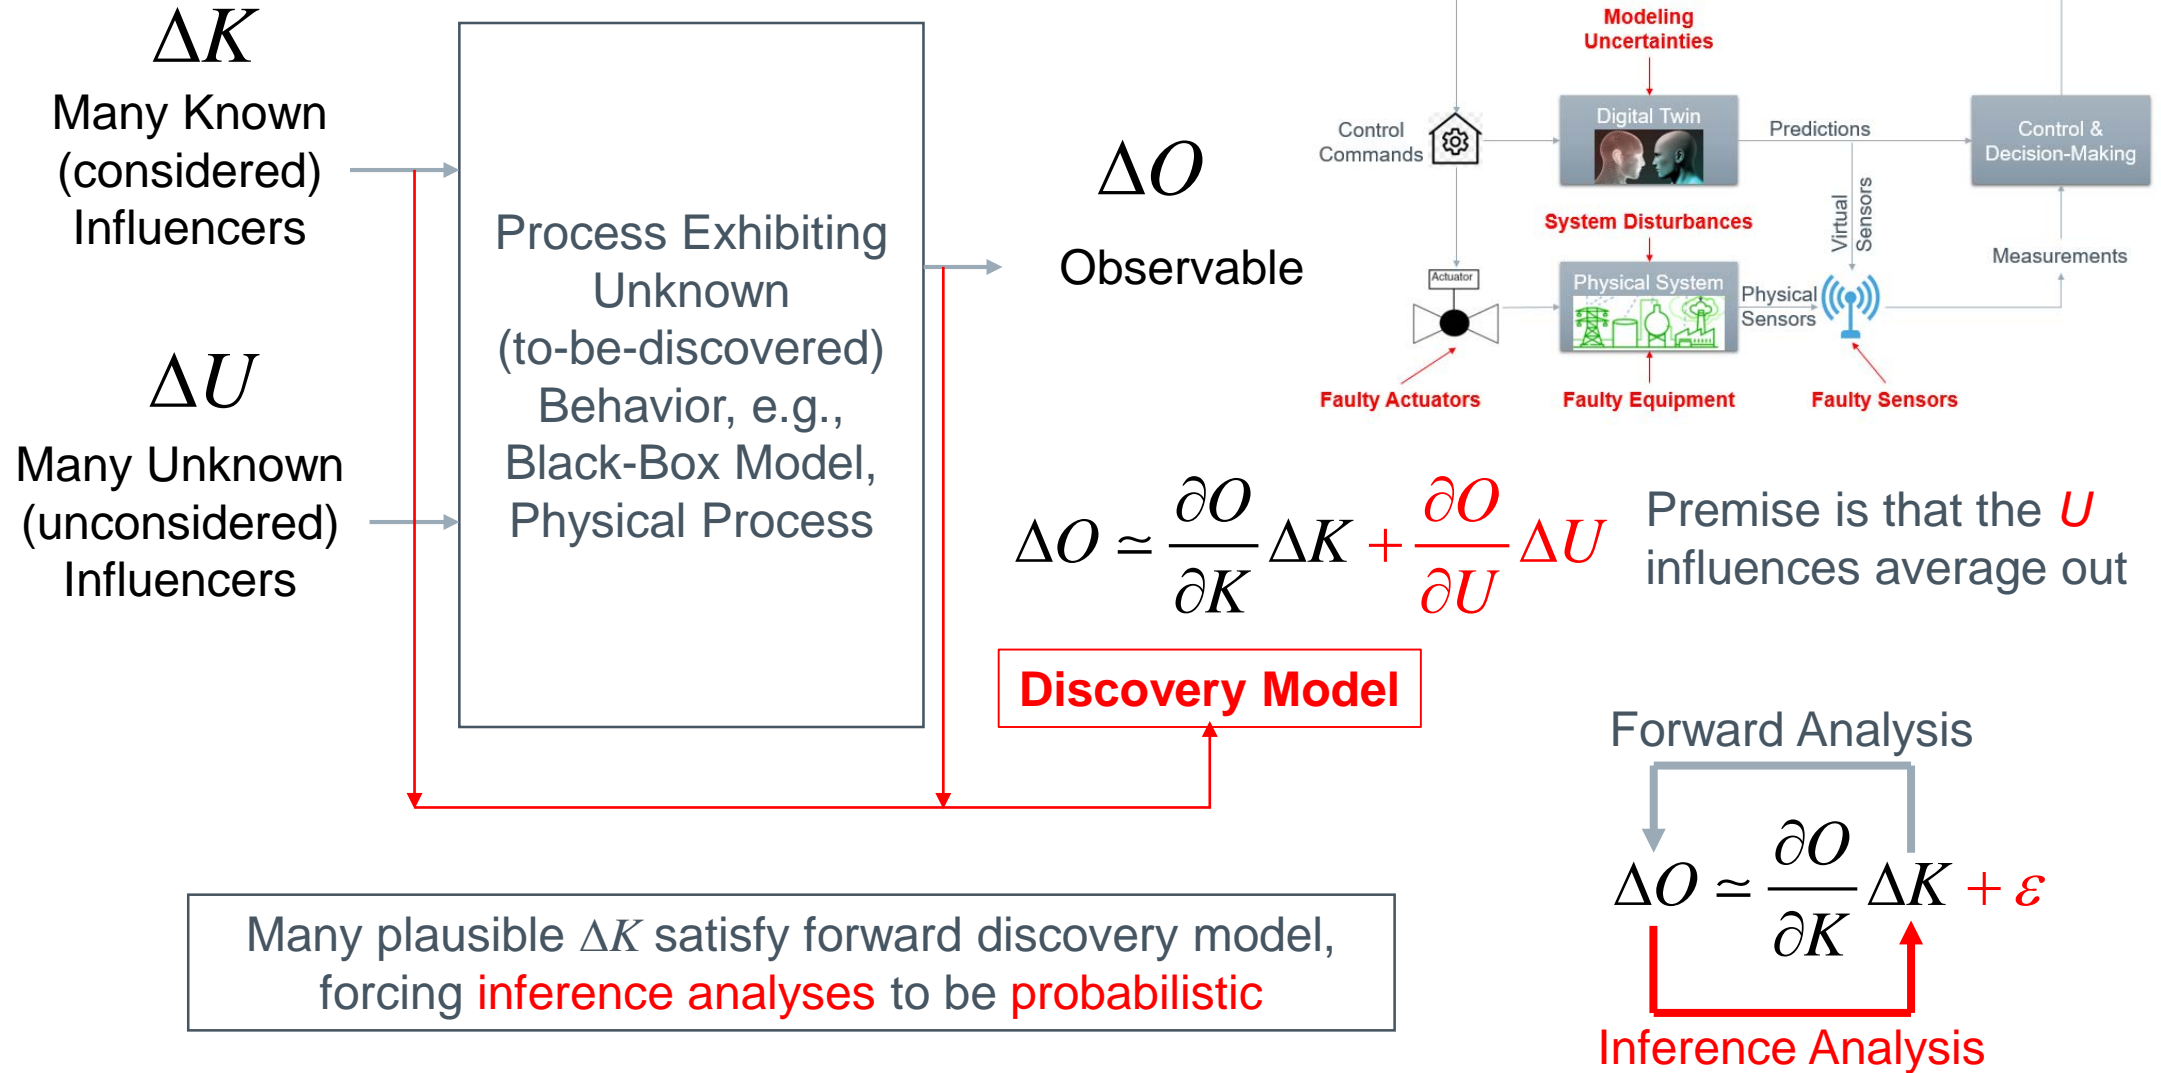 ΔK
Many Known
(considered)
Influencers
ΔU
Many Unknown
(unconsidered)
Influencers
Process Exhibiting
Unknown
(to-be-discovered)
Behavior, e.g.,
Black-Box Model,
Physical Process
ΔO
Observable
Modeling
Uncertainties
Control
Commands
Digital Twin
Predictions
Control &
Decision-Making
Virtual
Sensors
System Disturbances
Measurements
Actuator
Physical System
Physical
Sensors
Faulty Actuators
Faulty Equipment
Faulty Sensors
ΔO ≃ ∂O/∂K ΔK + ∂O/∂U ΔU
Premise is that the U
influences average out
Discovery Model
Forward Analysis
ΔO ≃ ∂O/∂K ΔK + ε
Inference Analysis
Many plausible ΔK satisfy forward discovery model,
forcing inference analyses to be probabilistic